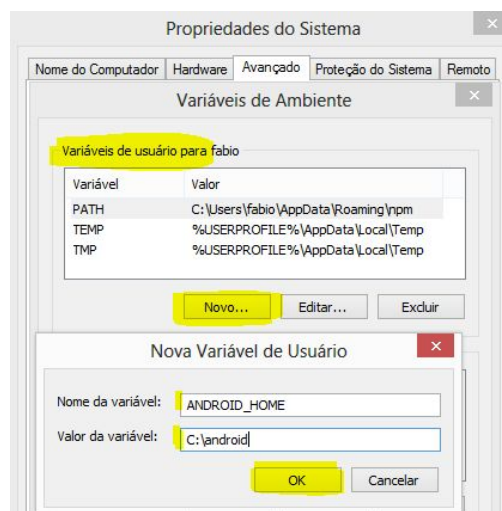 Propriedades do Sistema
Nome do Computador Hardware Avançado Proteção do Sistema Remoto
Variáveis de Ambiente
Variáveis de usuário para fabio
Variável Valor
PATH C:\Users\fabio\AppData\Roaming\npm
TEMP %USERPROFILE%\AppData\Local\Temp
TMP %USERPROFILE%\AppData\Local\Temp
Novo... Editar... Excluir
Nova Variável de Usuário
Nome da variável: ANDROID_HOME
Valor da variável: C:\android
OK Cancelar